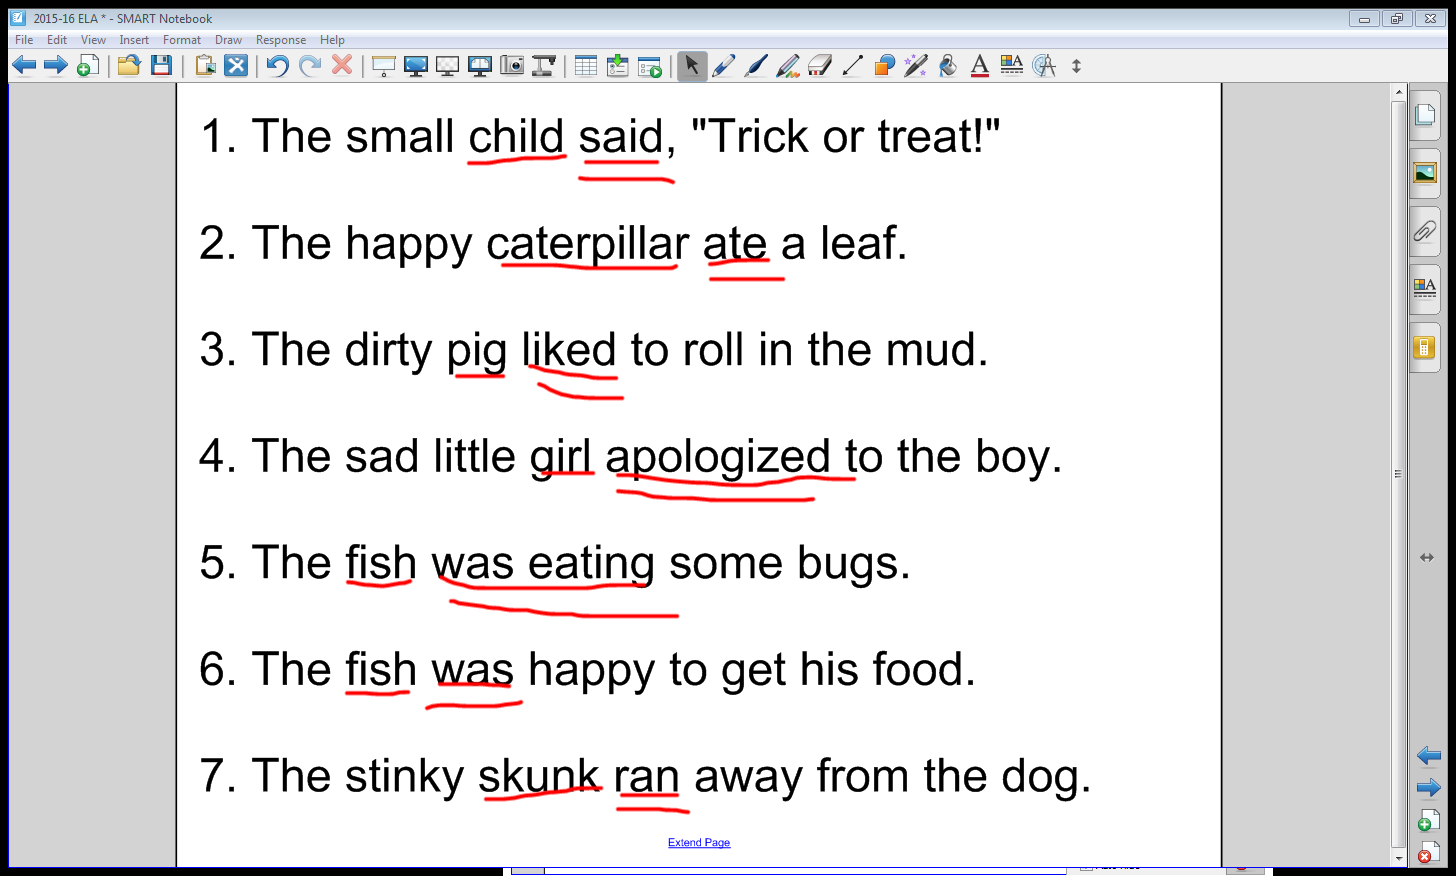 2015-16 ELA * - SMART Notebook
File Edit View Insert Format Draw Response Help
1. The small child said, "Trick or treat!"
2. The happy caterpillar ate a leaf.
3. The dirty pig liked to roll in the mud.
4. The sad little girl apologized to the boy.
5. The fish was eating some bugs.
6. The fish was happy to get his food.
7. The stinky skunk ran away from the dog.
Extend Page